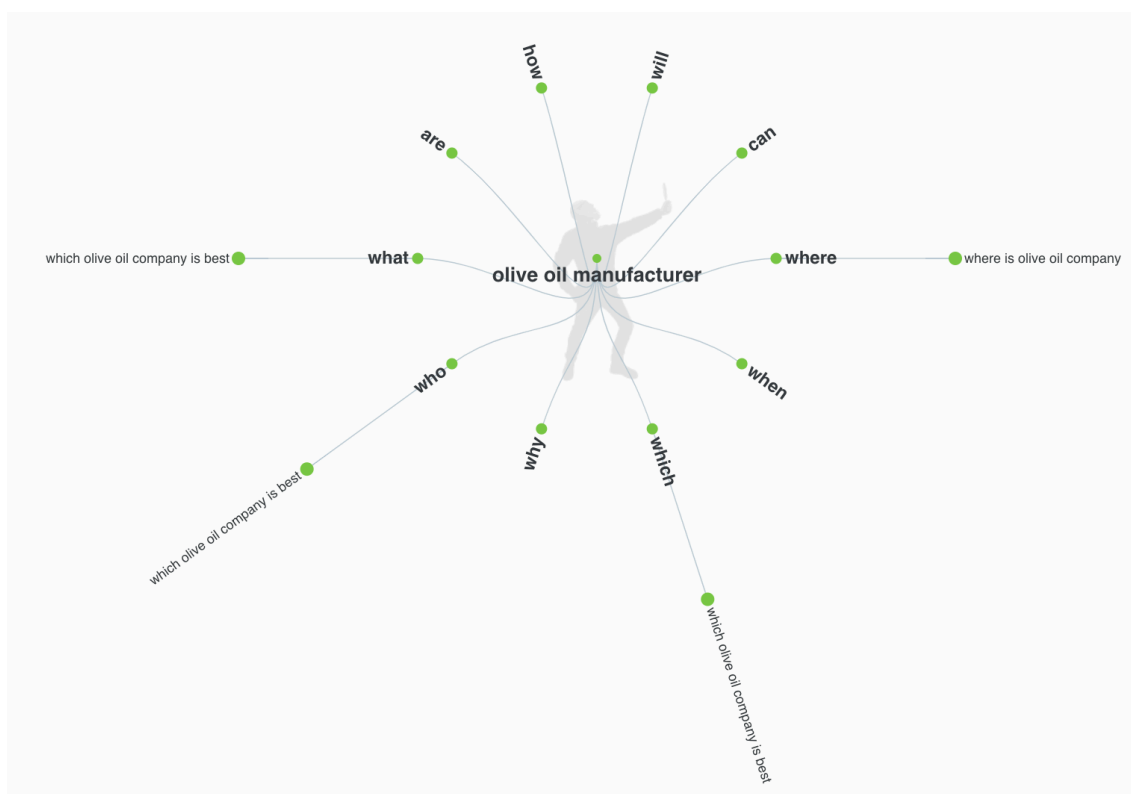 how
will
are
can
which olive oil company is best
what
where
where is olive oil company
olive oil manufacturer
who
when
which olive oil company is best
why
which
which olive oil company is best